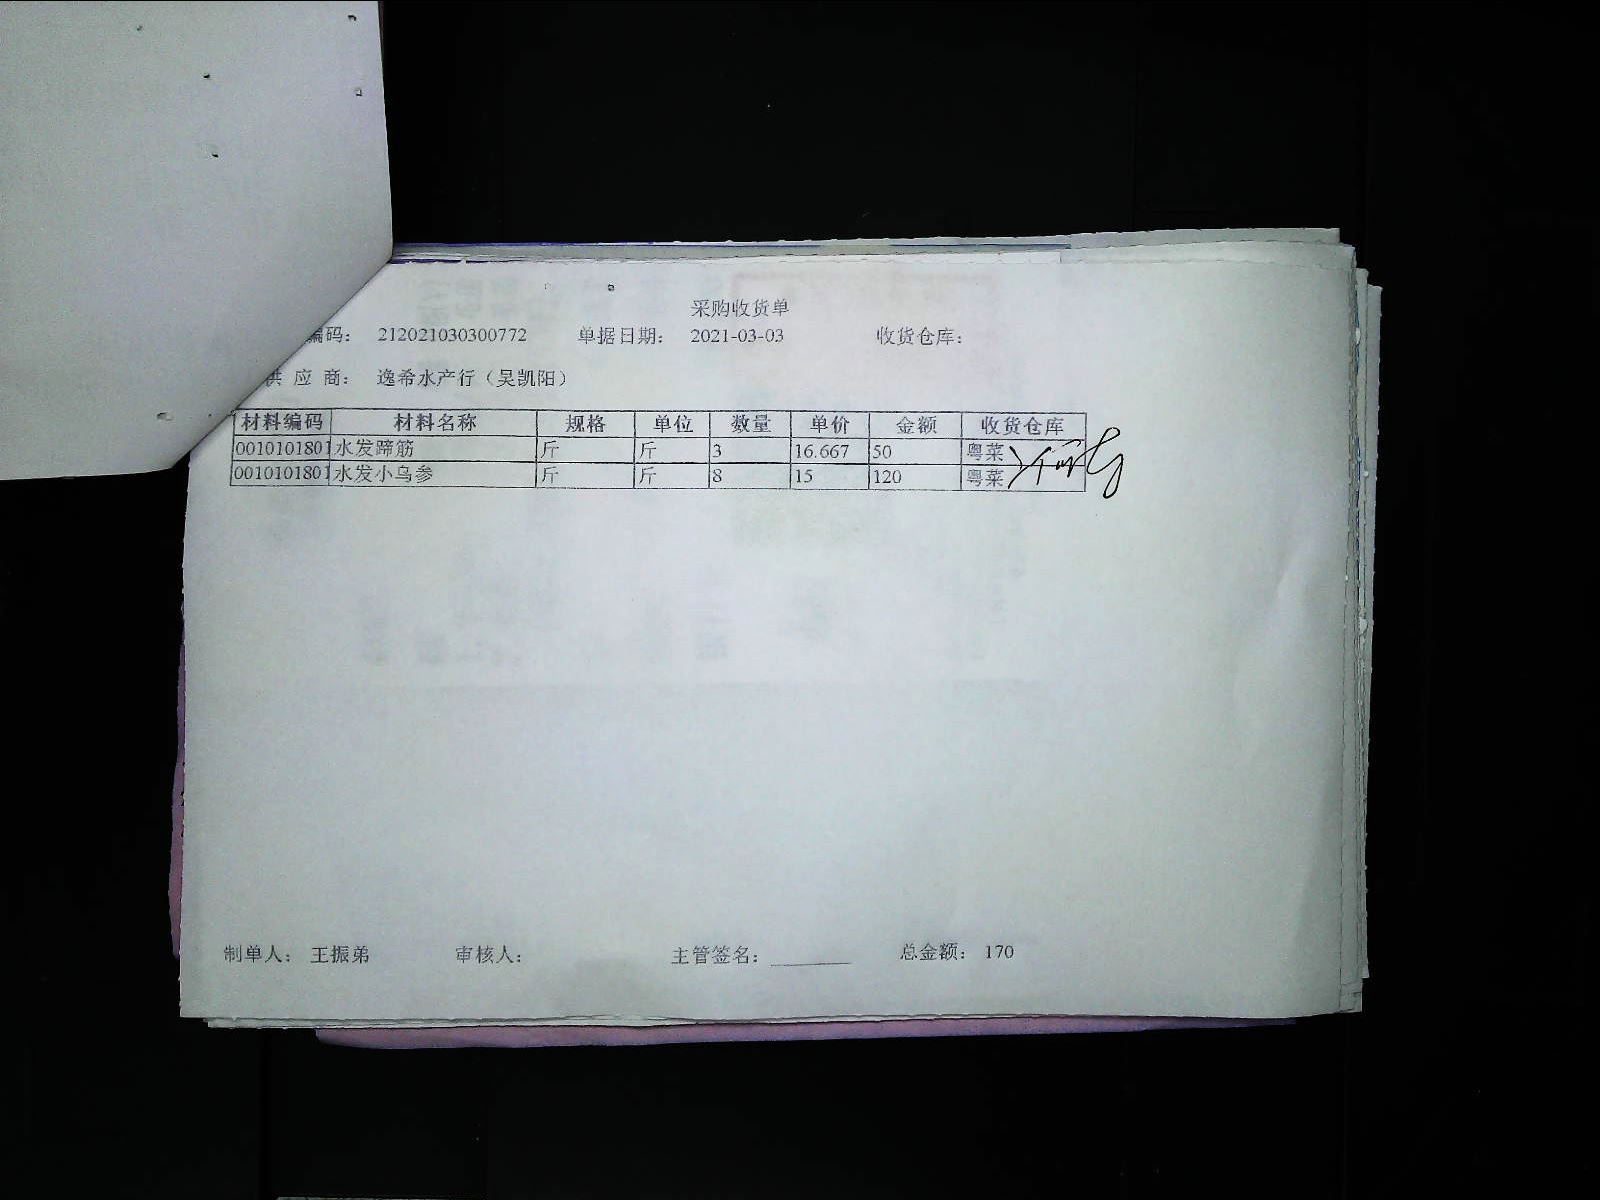 采购收货单
编码： 212021030300772 单据日期： 2021-03-03 收货仓库：
供 应 商： 逸希水产行（吴凯阳）
材料编码 材料名称 规格 单位 数量 单价 金额 收货仓库
0010101801 水发蹄筋 斤 斤 3 16.667 50 粤菜
0010101801 水发小乌参 斤 斤 8 15 120 粤菜
制单人： 王振弟 审核人： 主管签名： 总金额： 170